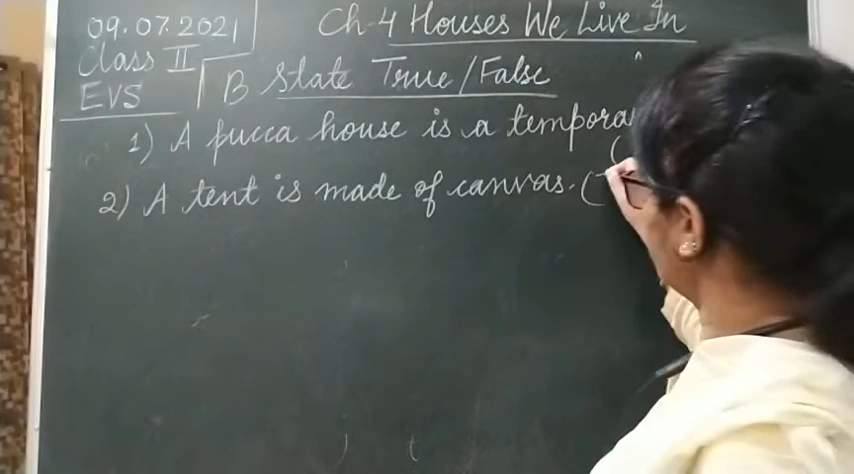 09.07.2021
Ch-4 Houses We Live In
Class II
EVS
B State True/False
1) A pucca house is a
2) A tent is made of canvas. (